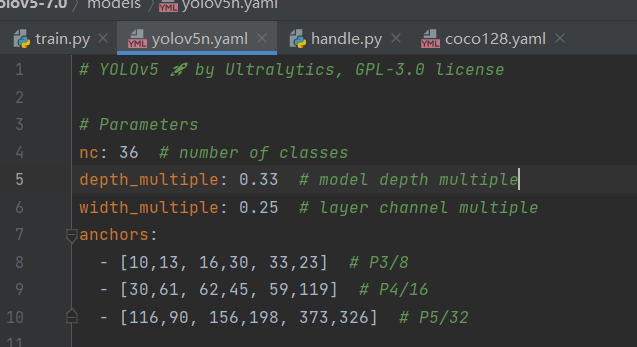 olov5-7.0 〉 models 〉 yolov5n.yaml
train.py × yolov5n.yaml × handle.py × coco128.yaml ×
1 # YOLOv5 🚀 by Ultralytics, GPL-3.0 license
2
3 # Parameters
4 nc: 36 # number of classes
5 depth_multiple: 0.33 # model depth multiple
6 width_multiple: 0.25 # layer channel multiple
7 anchors:
8 - [10,13, 16,30, 33,23] # P3/8
9 - [30,61, 62,45, 59,119] # P4/16
10 - [116,90, 156,198, 373,326] # P5/32
11